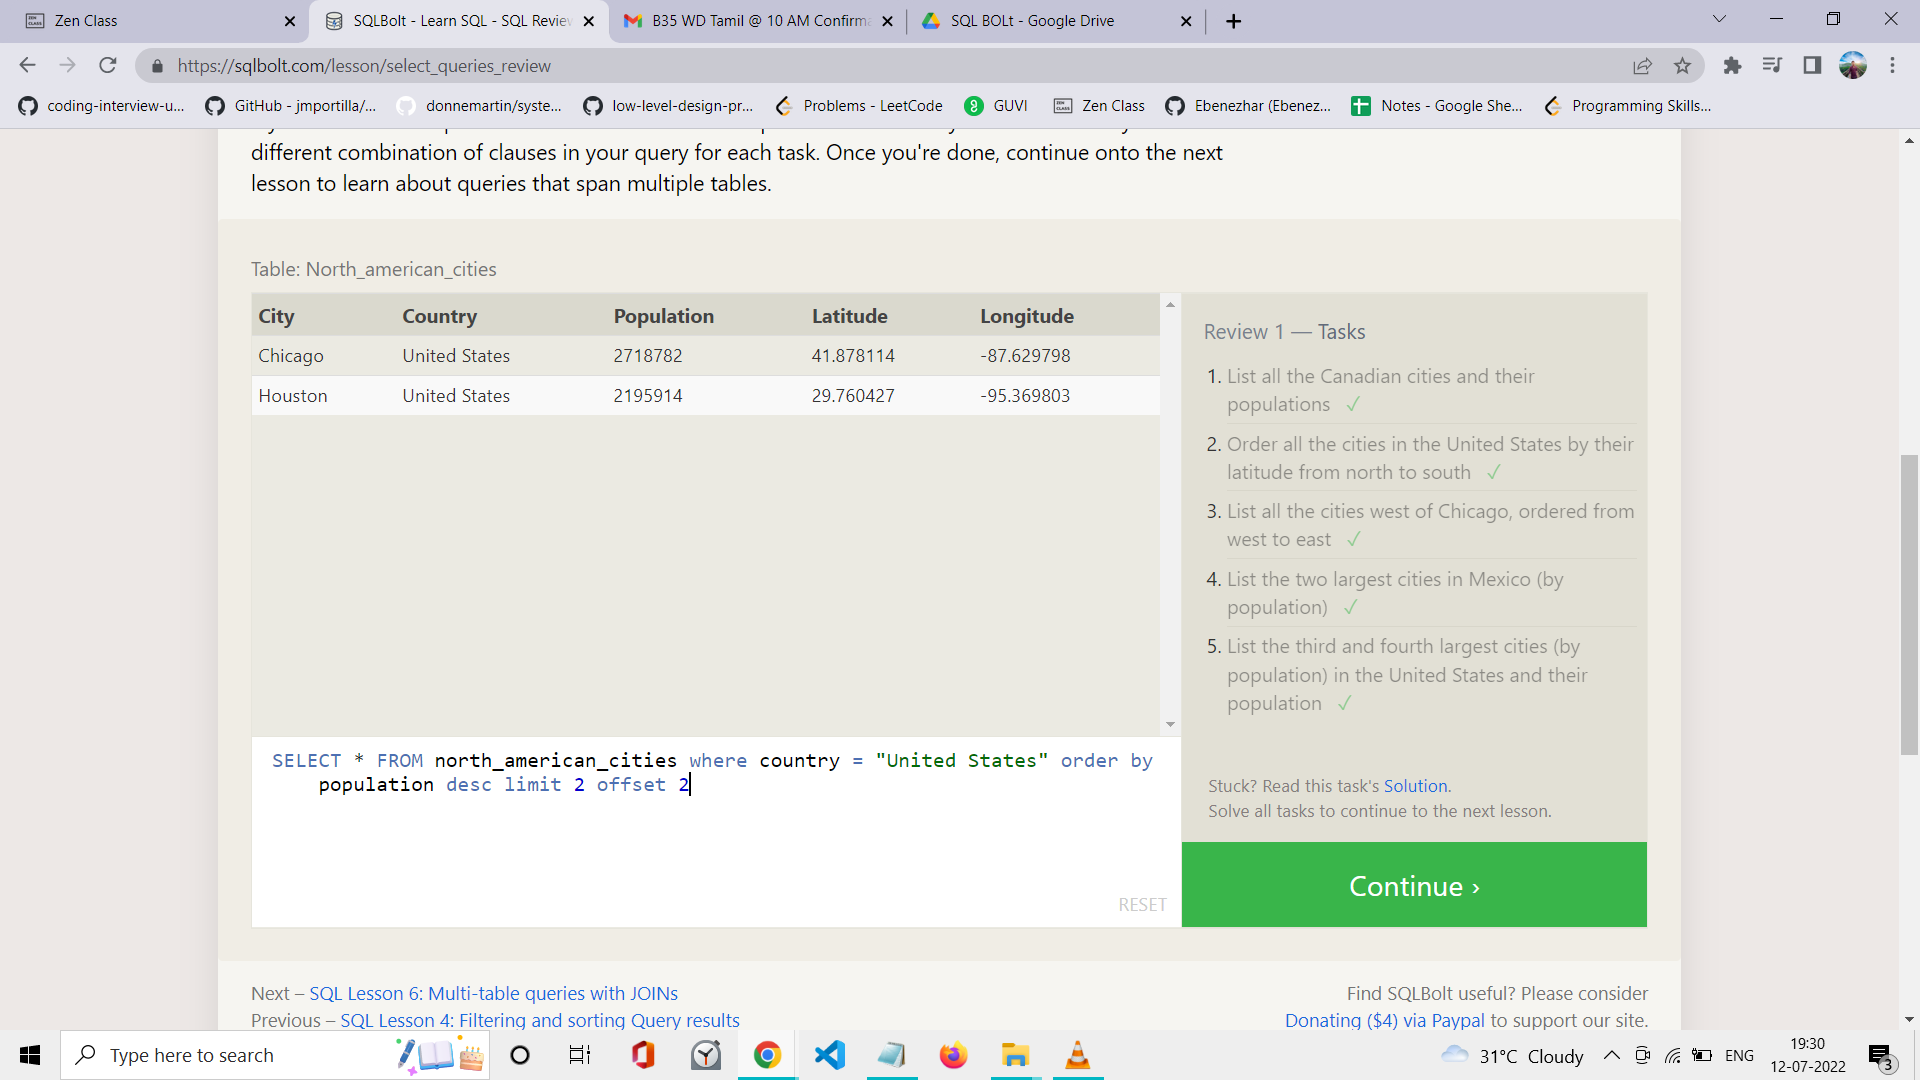 Zen Class
SQLBolt - Learn SQL - SQL Review
B35 WD Tamil @ 10 AM Confirma
SQL BOLt - Google Drive
https://sqlbolt.com/lesson/select_queries_review
coding-interview-u...
GitHub - jmportilla/...
donnemartin/syste...
low-level-design-pr...
Problems - LeetCode
GUVI
Zen Class
Ebenezhar (Ebenez...
Notes - Google She...
Programming Skills...
different combination of clauses in your query for each task. Once you're done, continue onto the next
lesson to learn about queries that span multiple tables.
Table: North_american_cities
City Country Population Latitude Longitude
Chicago United States 2718782 41.878114 -87.629798
Houston United States 2195914 29.760427 -95.369803
SELECT * FROM north_american_cities where country = "United States" order by
population desc limit 2 offset 2
RESET
Review 1 — Tasks
1. List all the Canadian cities and their
populations ✓
2. Order all the cities in the United States by their
latitude from north to south ✓
3. List all the cities west of Chicago, ordered from
west to east ✓
4. List the two largest cities in Mexico (by
population) ✓
5. List the third and fourth largest cities (by
population) in the United States and their
population ✓
Stuck? Read this task's Solution.
Solve all tasks to continue to the next lesson.
Continue ›
Next – SQL Lesson 6: Multi-table queries with JOINs
Previous – SQL Lesson 4: Filtering and sorting Query results
Find SQLBolt useful? Please consider
Donating ($4) via Paypal to support our site.
Type here to search
31°C Cloudy
ENG
19:30
12-07-2022
3